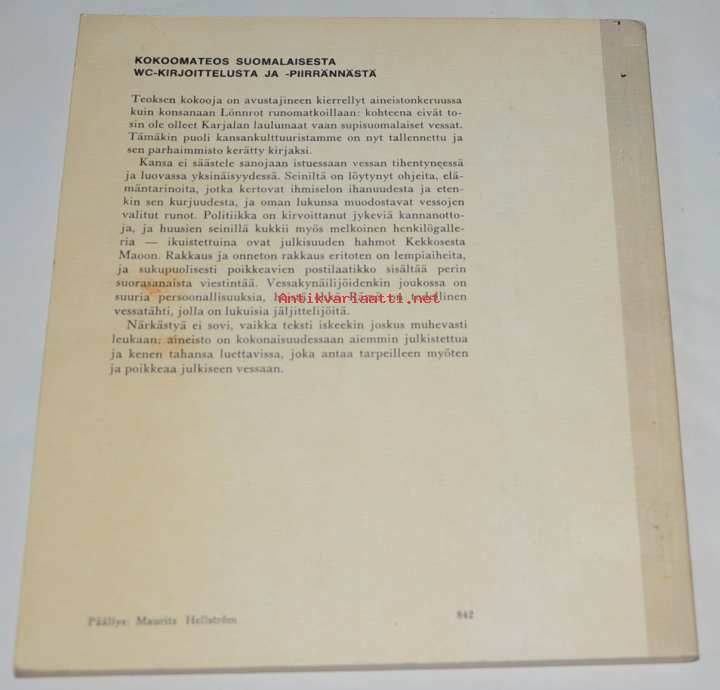 KOKOOMATEOS SUOMALAISESTA
WC-KIRJOITTELUSTA JA -PIIRRÄNNÄSTÄ
Teoksen kokooja on avustajineen kierrellyt aineistonkeruussa
kuin konsanaan Lönnrot runomatkoillaan: kohteena eivät to-
sin ole olleet Karjalan laulumaat vaan supisuomalaiset vessat.
Tämäkin puoli kansankulttuuristamme on nyt tallennettu ja
sen parhaimmisto kerätty kirjaksi.
Kansa ei säästele sanojaan istuessaan vessan tihentyneessä
ja luovassa yksinäisyydessä. Seiniltä on löytynyt ohjeita, elä-
mäntarinoita, jotka kertovat ihmiselon ihanuudesta ja eten-
kin sen kurjuudesta, ja oman lukunsa muodostavat vessojen
valitut runot. Politiikka on kirvoittanut jykeviä kannanotto-
ja, ja huusien seinillä kukkii myös melkoinen henkilögalle-
ria — ikuistettuina ovat julkisuuden hahmot Kekkosesta
Maoon. Rakkaus ja onneton rakkaus eritoten on lempiaiheita,
ja sukupuolisesti poikkeavien postilaatikko sisältää perin
suorasanaista viestintää. Vessakynäilijöidenkin joukossa on
suuria persoonallisuuksia,
Antikvariaatti.net
todellinen
vessatähti, jolla on lukuisia jäljittelijöitä.
Närkästyä ei sovi, vaikka teksti iskeekin joskus muhevasti
leukaan; aineisto on kokonaisuudessaan aiemmin julkistettua
ja kenen tahansa luettavissa, joka antaa tarpeilleen myöten
ja poikkeaa julkiseen vessaan.
Päällys: Mauritz Hellström
842